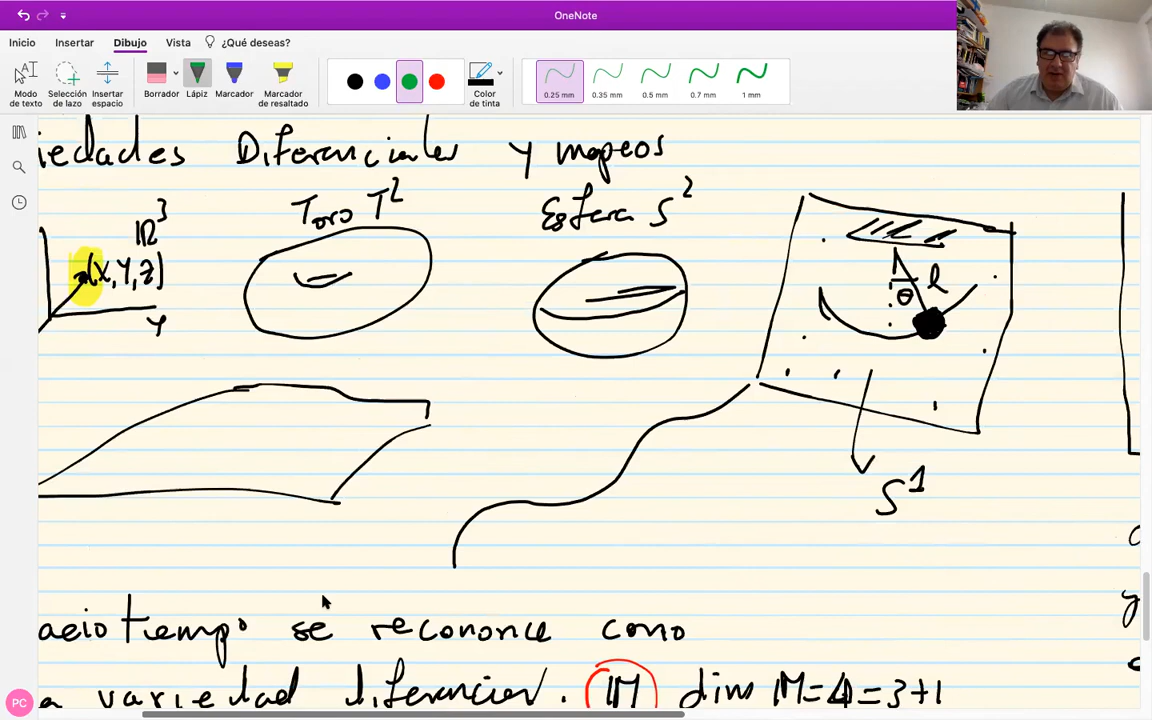 OneNote
Inicio Insertar Dibujo Vista ¿Qué deseas?
Modo de texto
Selección de lazo
Insertar espacio
Borrador
Lápiz
Marcador
Marcador de resaltado
Color de tinta
0.25 mm 0.35 mm 0.5 mm 0.7 mm 1 mm
iedades Diferenciales y mapeos
ℝ³
(x, y, z)
y
Toro T²
Esfera S²
θ l
S¹
acio tiempo se recononce como
a variedad diferencier. M dim M=4=3+1
PC